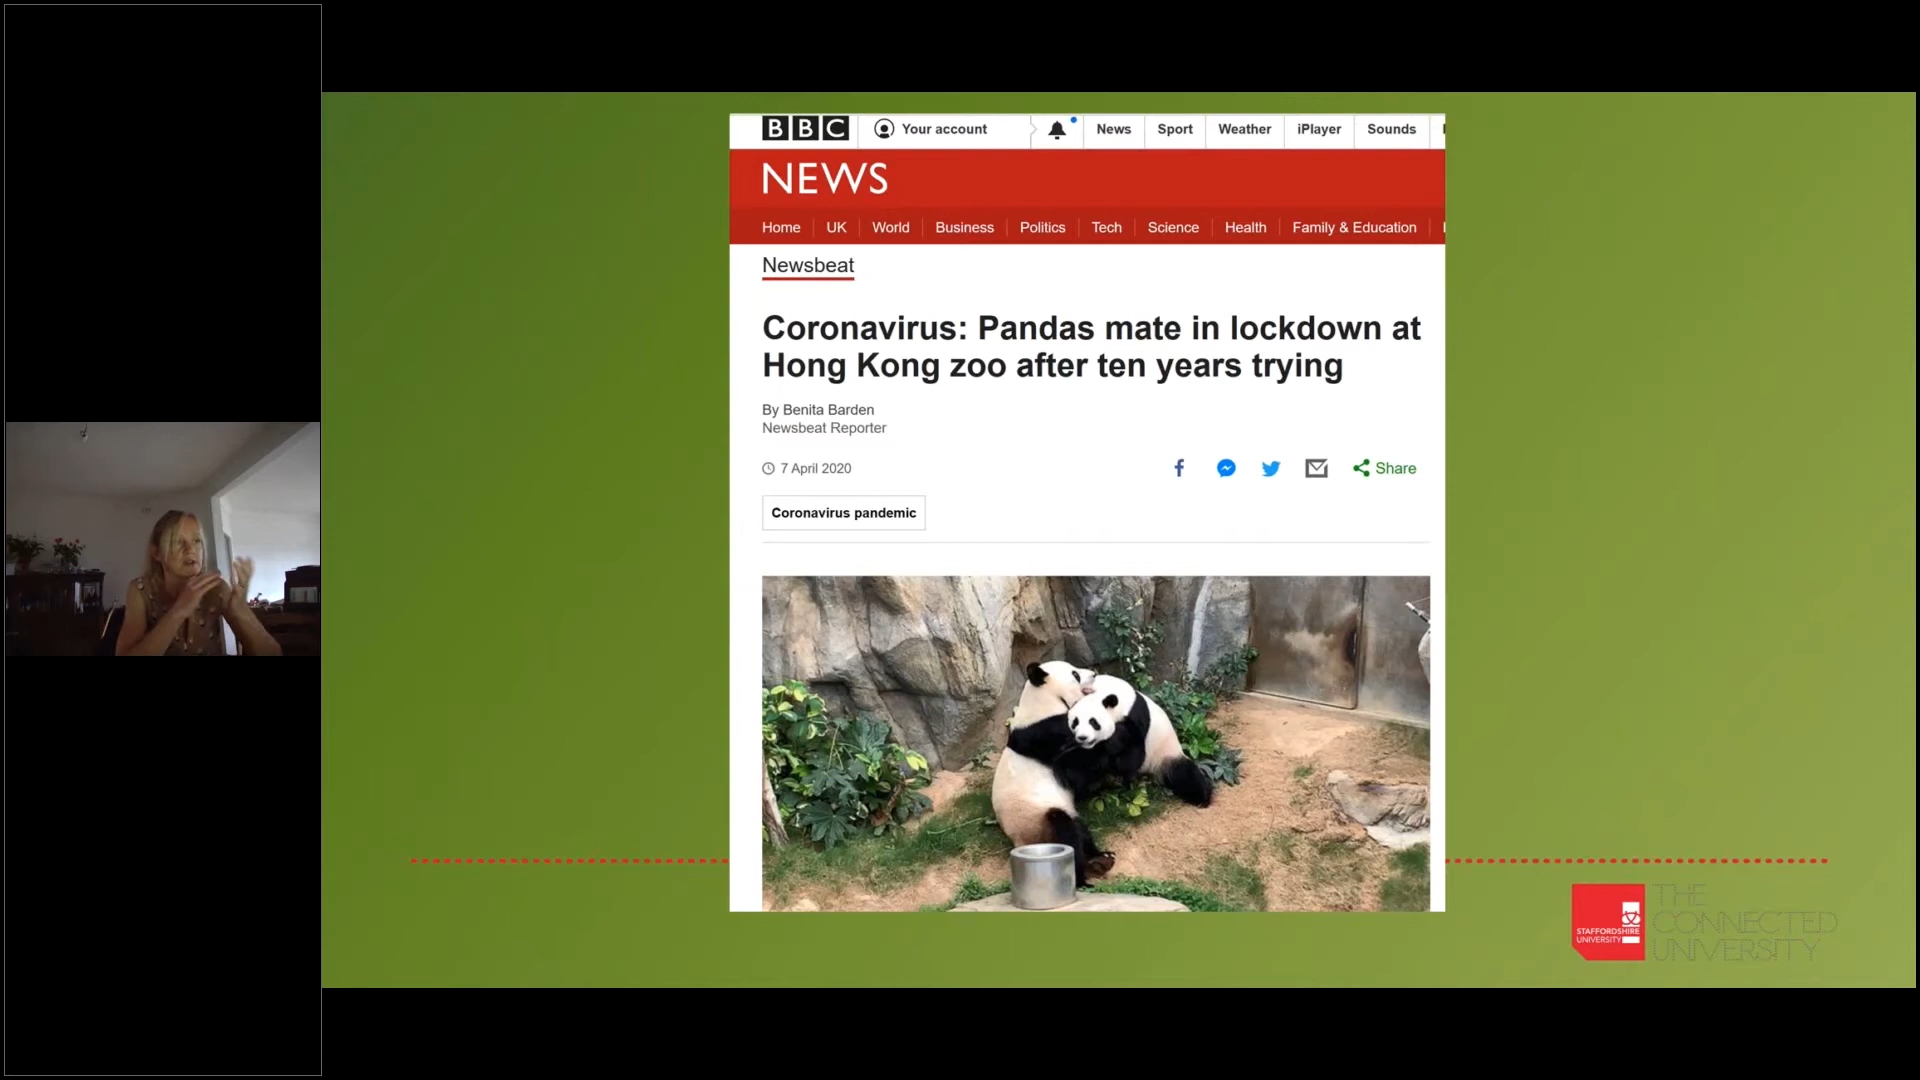 BBC
Your account
News
Sport
Weather
iPlayer
Sounds
NEWS
Home
UK
World
Business
Politics
Tech
Science
Health
Family & Education
Newsbeat
Coronavirus: Pandas mate in lockdown at
Hong Kong zoo after ten years trying
By Benita Barden
Newsbeat Reporter
7 April 2020
Share
Coronavirus pandemic
STAFFORDSHIRE
UNIVERSITY
THE
CONNECTED
UNIVERSITY